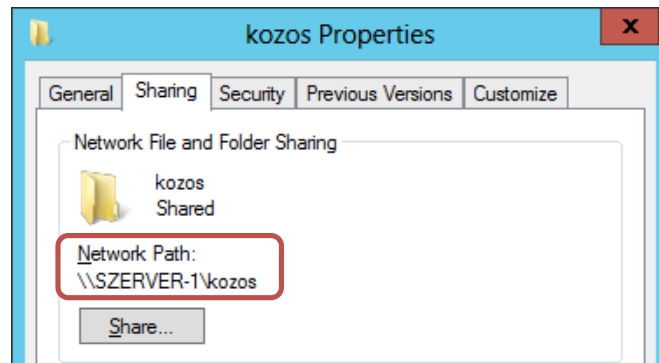 kozos Properties
x
General Sharing Security Previous Versions Customize
Network File and Folder Sharing
kozos
Shared
Network Path:
\\SZERVER-1\kozos
Share...